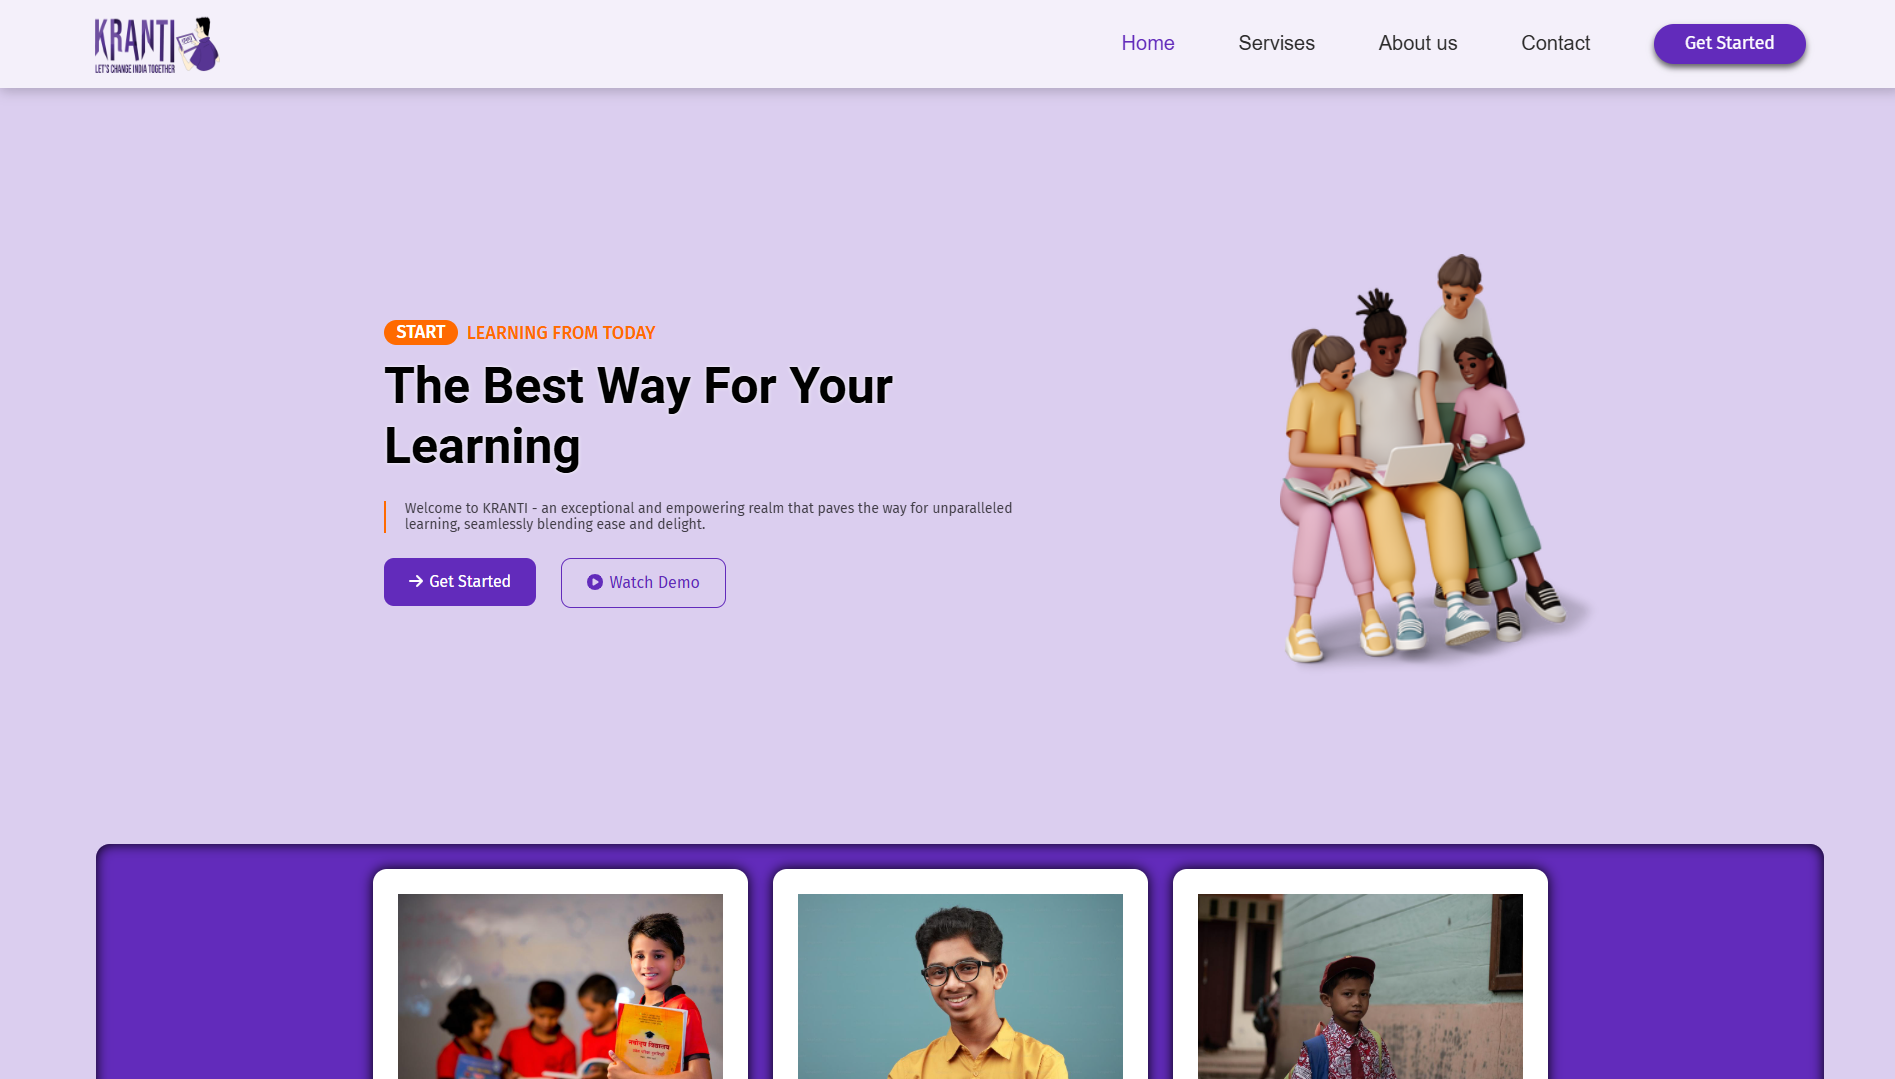 KRANTI
LET'S CHANGE INDIA TOGETHER
Home
Servises
About us
Contact
Get Started
START LEARNING FROM TODAY
The Best Way For Your
Learning
Welcome to KRANTI - an exceptional and empowering realm that paves the way for unparalleled
learning, seamlessly blending ease and delight.
Get Started
Watch Demo